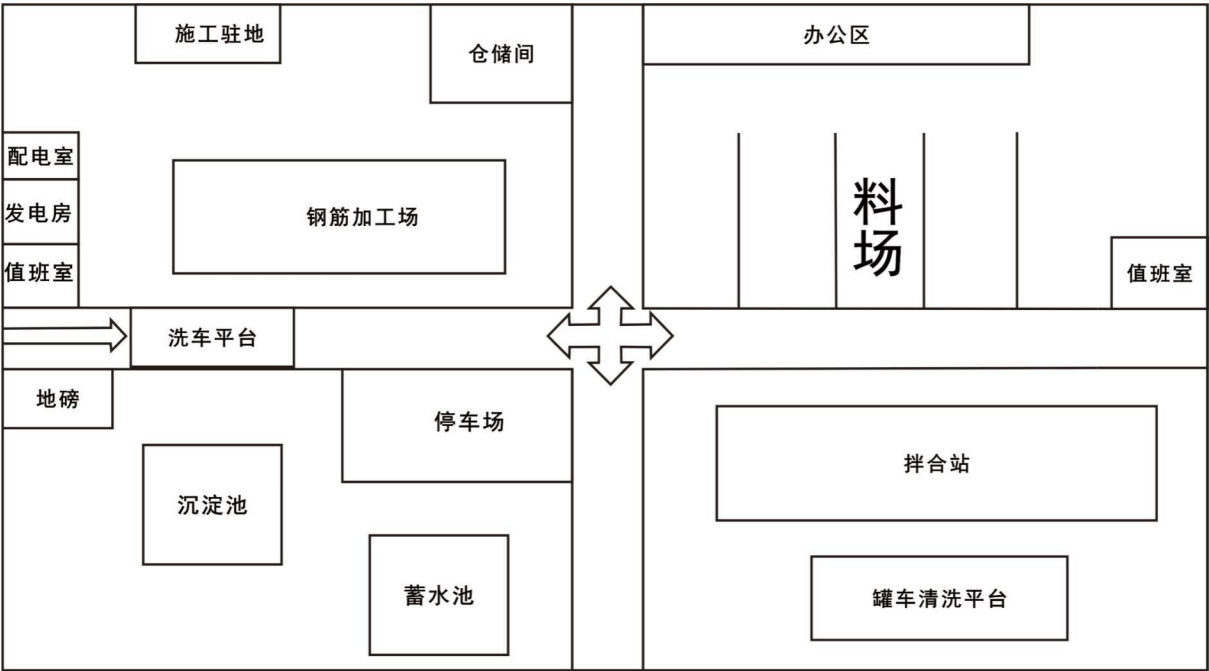 施工驻地
仓储间
办公区
配电室
发电房
值班室
钢筋加工场
料场
值班室
洗车平台
地磅
停车场
沉淀池
蓄水池
拌合站
罐车清洗平台